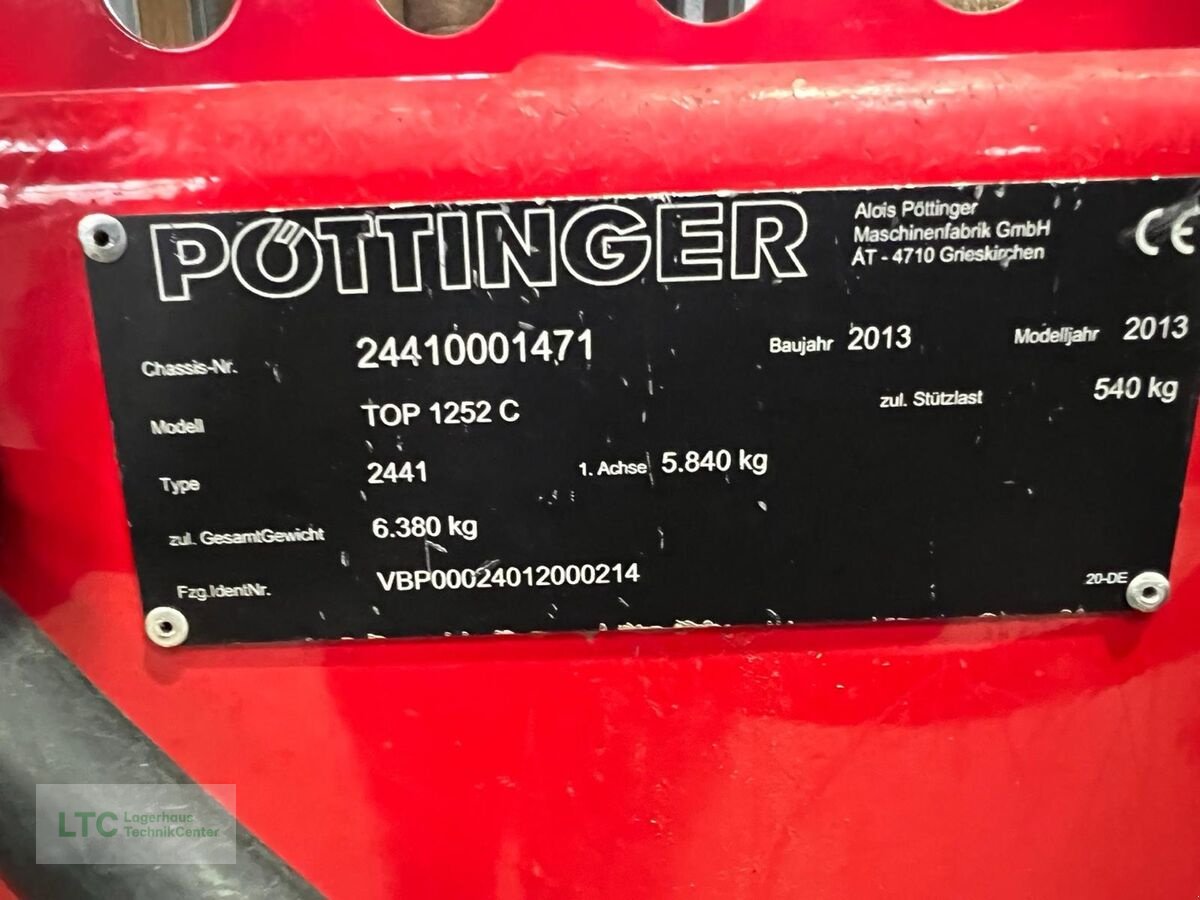 PÖTTINGER
Alois Pöttinger
Maschinenfabrik GmbH
AT - 4710 Grieskirchen
CE
Chassis-Nr. 24410001471 Baujahr 2013 Modelljahr 2013
Modell TOP 1252 C zul. Stützlast 540 kg
Type 2441 1. Achse 5.840 kg
zul. GesamtGewicht 6.380 kg
Fzg.IdentNr. VBP00024012000214
20-DE
LTC Lagerhaus
TechnikCenter